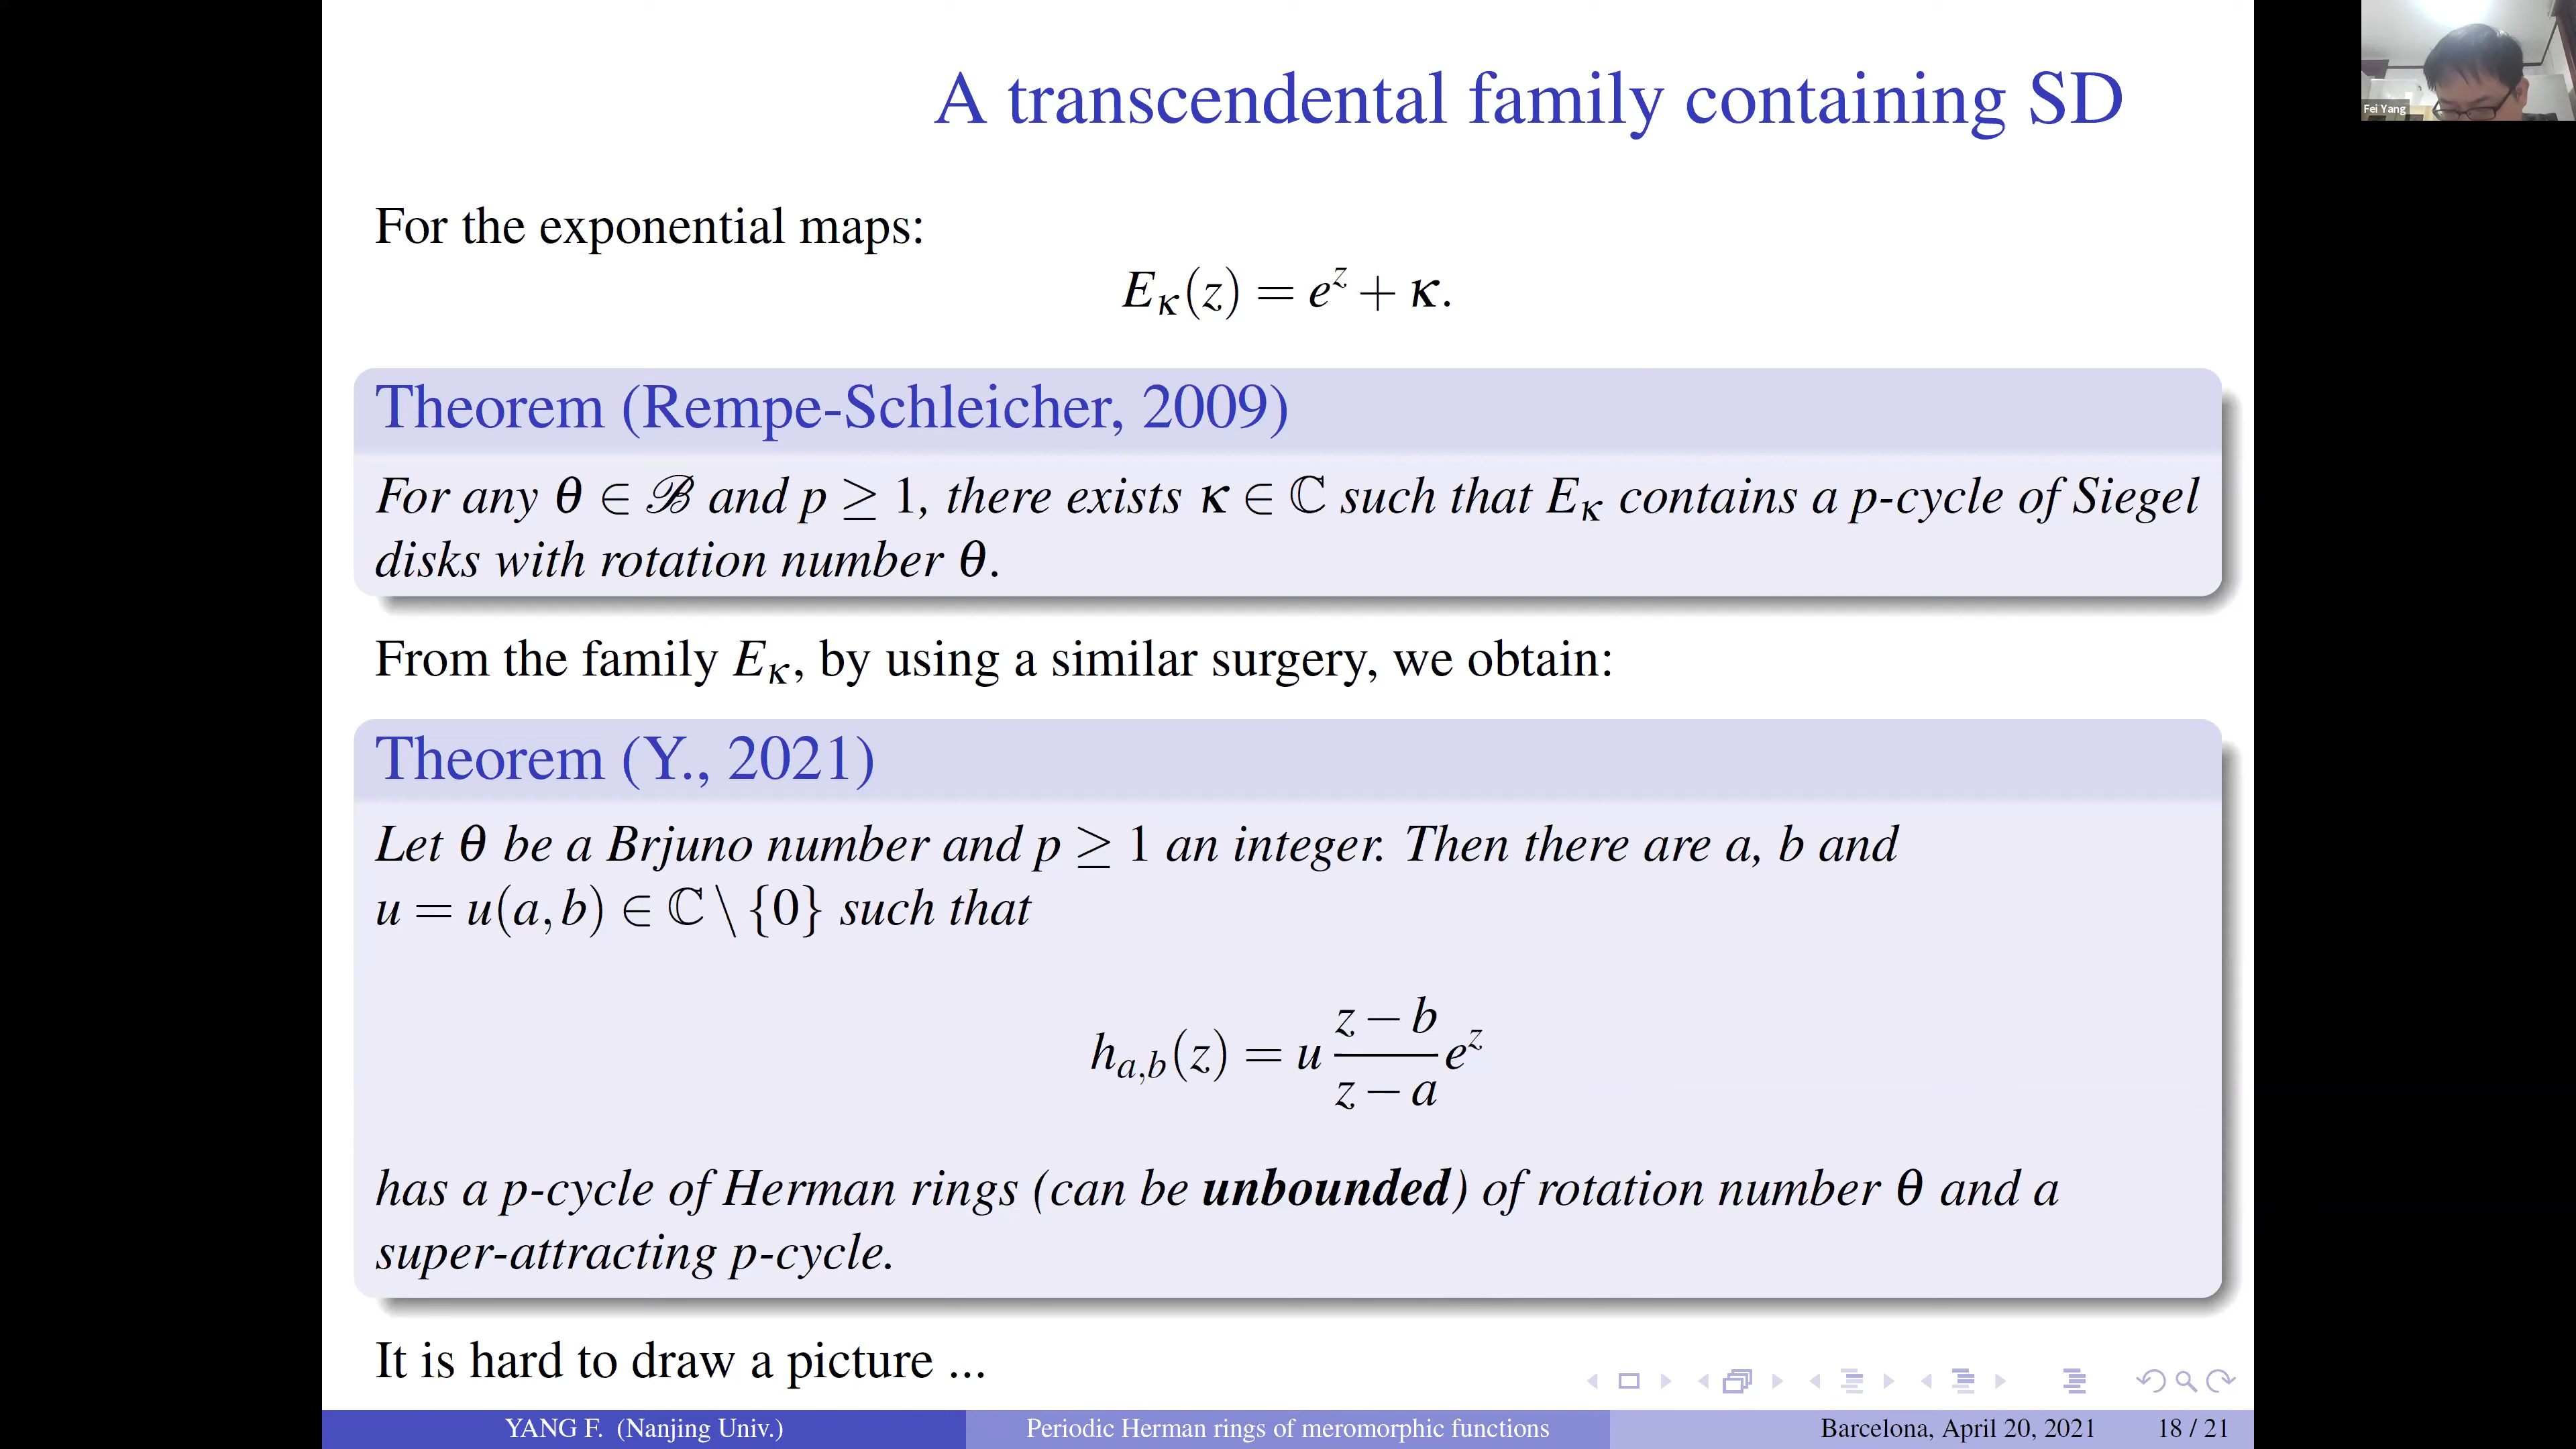 A transcendental family containing SD
Fei Yang
For the exponential maps:
E_κ(z) = e^z + κ.
Theorem (Rempe-Schleicher, 2009)
For any θ ∈ ℬ and p ≥ 1, there exists κ ∈ ℂ such that E_κ contains a p-cycle of Siegel
disks with rotation number θ.
From the family E_κ, by using a similar surgery, we obtain:
Theorem (Y., 2021)
Let θ be a Brjuno number and p ≥ 1 an integer. Then there are a, b and
u = u(a,b) ∈ ℂ \ {0} such that
h_{a,b}(z) = u \frac{z − b}{z − a} e^z
has a p-cycle of Herman rings (can be unbounded) of rotation number θ and a
super-attracting p-cycle.
It is hard to draw a picture ...
YANG F. (Nanjing Univ.) Periodic Herman rings of meromorphic functions Barcelona, April 20, 2021 18 / 21